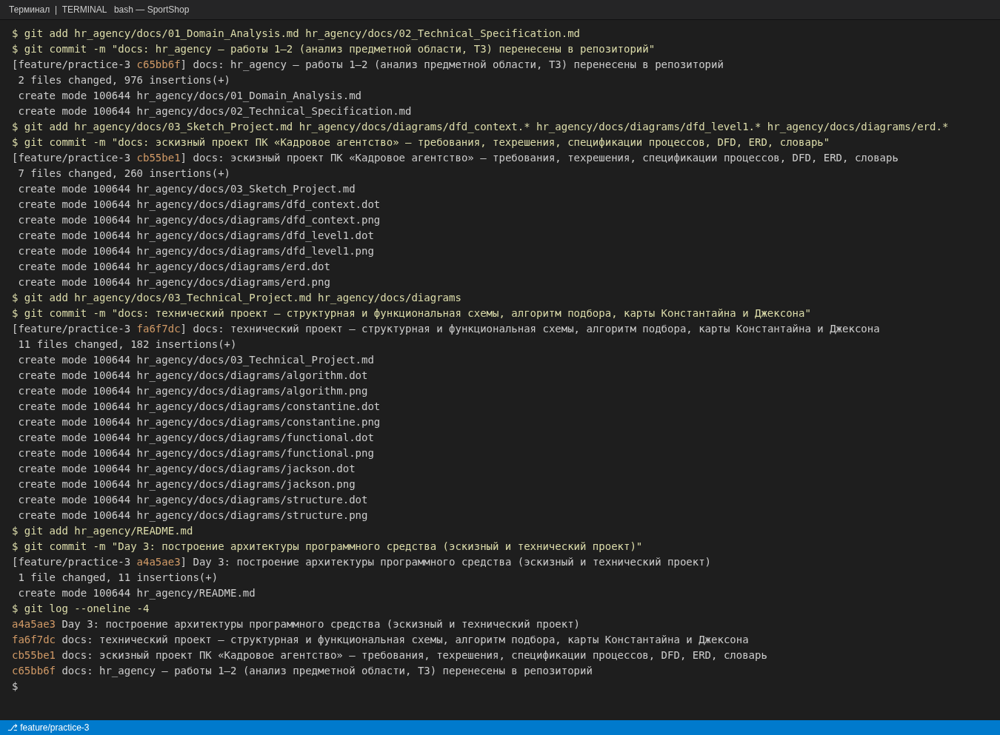 Терминал | TERMINAL bash — SportShop
$ git add hr_agency/docs/01_Domain_Analysis.md hr_agency/docs/02_Technical_Specification.md
$ git commit -m "docs: hr_agency — работы 1–2 (анализ предметной области, ТЗ) перенесены в репозиторий"
[feature/practice-3 c65bb6f] docs: hr_agency — работы 1–2 (анализ предметной области, ТЗ) перенесены в репозиторий
 2 files changed, 976 insertions(+)
 create mode 100644 hr_agency/docs/01_Domain_Analysis.md
 create mode 100644 hr_agency/docs/02_Technical_Specification.md
$ git add hr_agency/docs/03_Sketch_Project.md hr_agency/docs/diagrams/dfd_context.* hr_agency/docs/diagrams/dfd_level1.* hr_agency/docs/diagrams/erd.*
$ git commit -m "docs: эскизный проект ПК «Кадровое агентство» — требования, техрешения, спецификации процессов, DFD, ERD, словарь"
[feature/practice-3 cb55be1] docs: эскизный проект ПК «Кадровое агентство» — требования, техрешения, спецификации процессов, DFD, ERD, словарь
 7 files changed, 260 insertions(+)
 create mode 100644 hr_agency/docs/03_Sketch_Project.md
 create mode 100644 hr_agency/docs/diagrams/dfd_context.dot
 create mode 100644 hr_agency/docs/diagrams/dfd_context.png
 create mode 100644 hr_agency/docs/diagrams/dfd_level1.dot
 create mode 100644 hr_agency/docs/diagrams/dfd_level1.png
 create mode 100644 hr_agency/docs/diagrams/erd.dot
 create mode 100644 hr_agency/docs/diagrams/erd.png
$ git add hr_agency/docs/03_Technical_Project.md hr_agency/docs/diagrams
$ git commit -m "docs: технический проект — структурная и функциональная схемы, алгоритм подбора, карты Константайна и Джексона"
[feature/practice-3 fa6f7dc] docs: технический проект — структурная и функциональная схемы, алгоритм подбора, карты Константайна и Джексона
 11 files changed, 182 insertions(+)
 create mode 100644 hr_agency/docs/03_Technical_Project.md
 create mode 100644 hr_agency/docs/diagrams/algorithm.dot
 create mode 100644 hr_agency/docs/diagrams/algorithm.png
 create mode 100644 hr_agency/docs/diagrams/constantine.dot
 create mode 100644 hr_agency/docs/diagrams/constantine.png
 create mode 100644 hr_agency/docs/diagrams/functional.dot
 create mode 100644 hr_agency/docs/diagrams/functional.png
 create mode 100644 hr_agency/docs/diagrams/jackson.dot
 create mode 100644 hr_agency/docs/diagrams/jackson.png
 create mode 100644 hr_agency/docs/diagrams/structure.dot
 create mode 100644 hr_agency/docs/diagrams/structure.png
$ git add hr_agency/README.md
$ git commit -m "Day 3: построение архитектуры программного средства (эскизный и технический проект)"
[feature/practice-3 a4a5ae3] Day 3: построение архитектуры программного средства (эскизный и технический проект)
 1 file changed, 11 insertions(+)
 create mode 100644 hr_agency/README.md
$ git log --oneline -4
a4a5ae3 Day 3: построение архитектуры программного средства (эскизный и технический проект)
fa6f7dc docs: технический проект — структурная и функциональная схемы, алгоритм подбора, карты Константайна и Джексона
cb55be1 docs: эскизный проект ПК «Кадровое агентство» — требования, техрешения, спецификации процессов, DFD, ERD, словарь
c65bb6f docs: hr_agency — работы 1–2 (анализ предметной области, ТЗ) перенесены в репозиторий
$
⎇ feature/practice-3